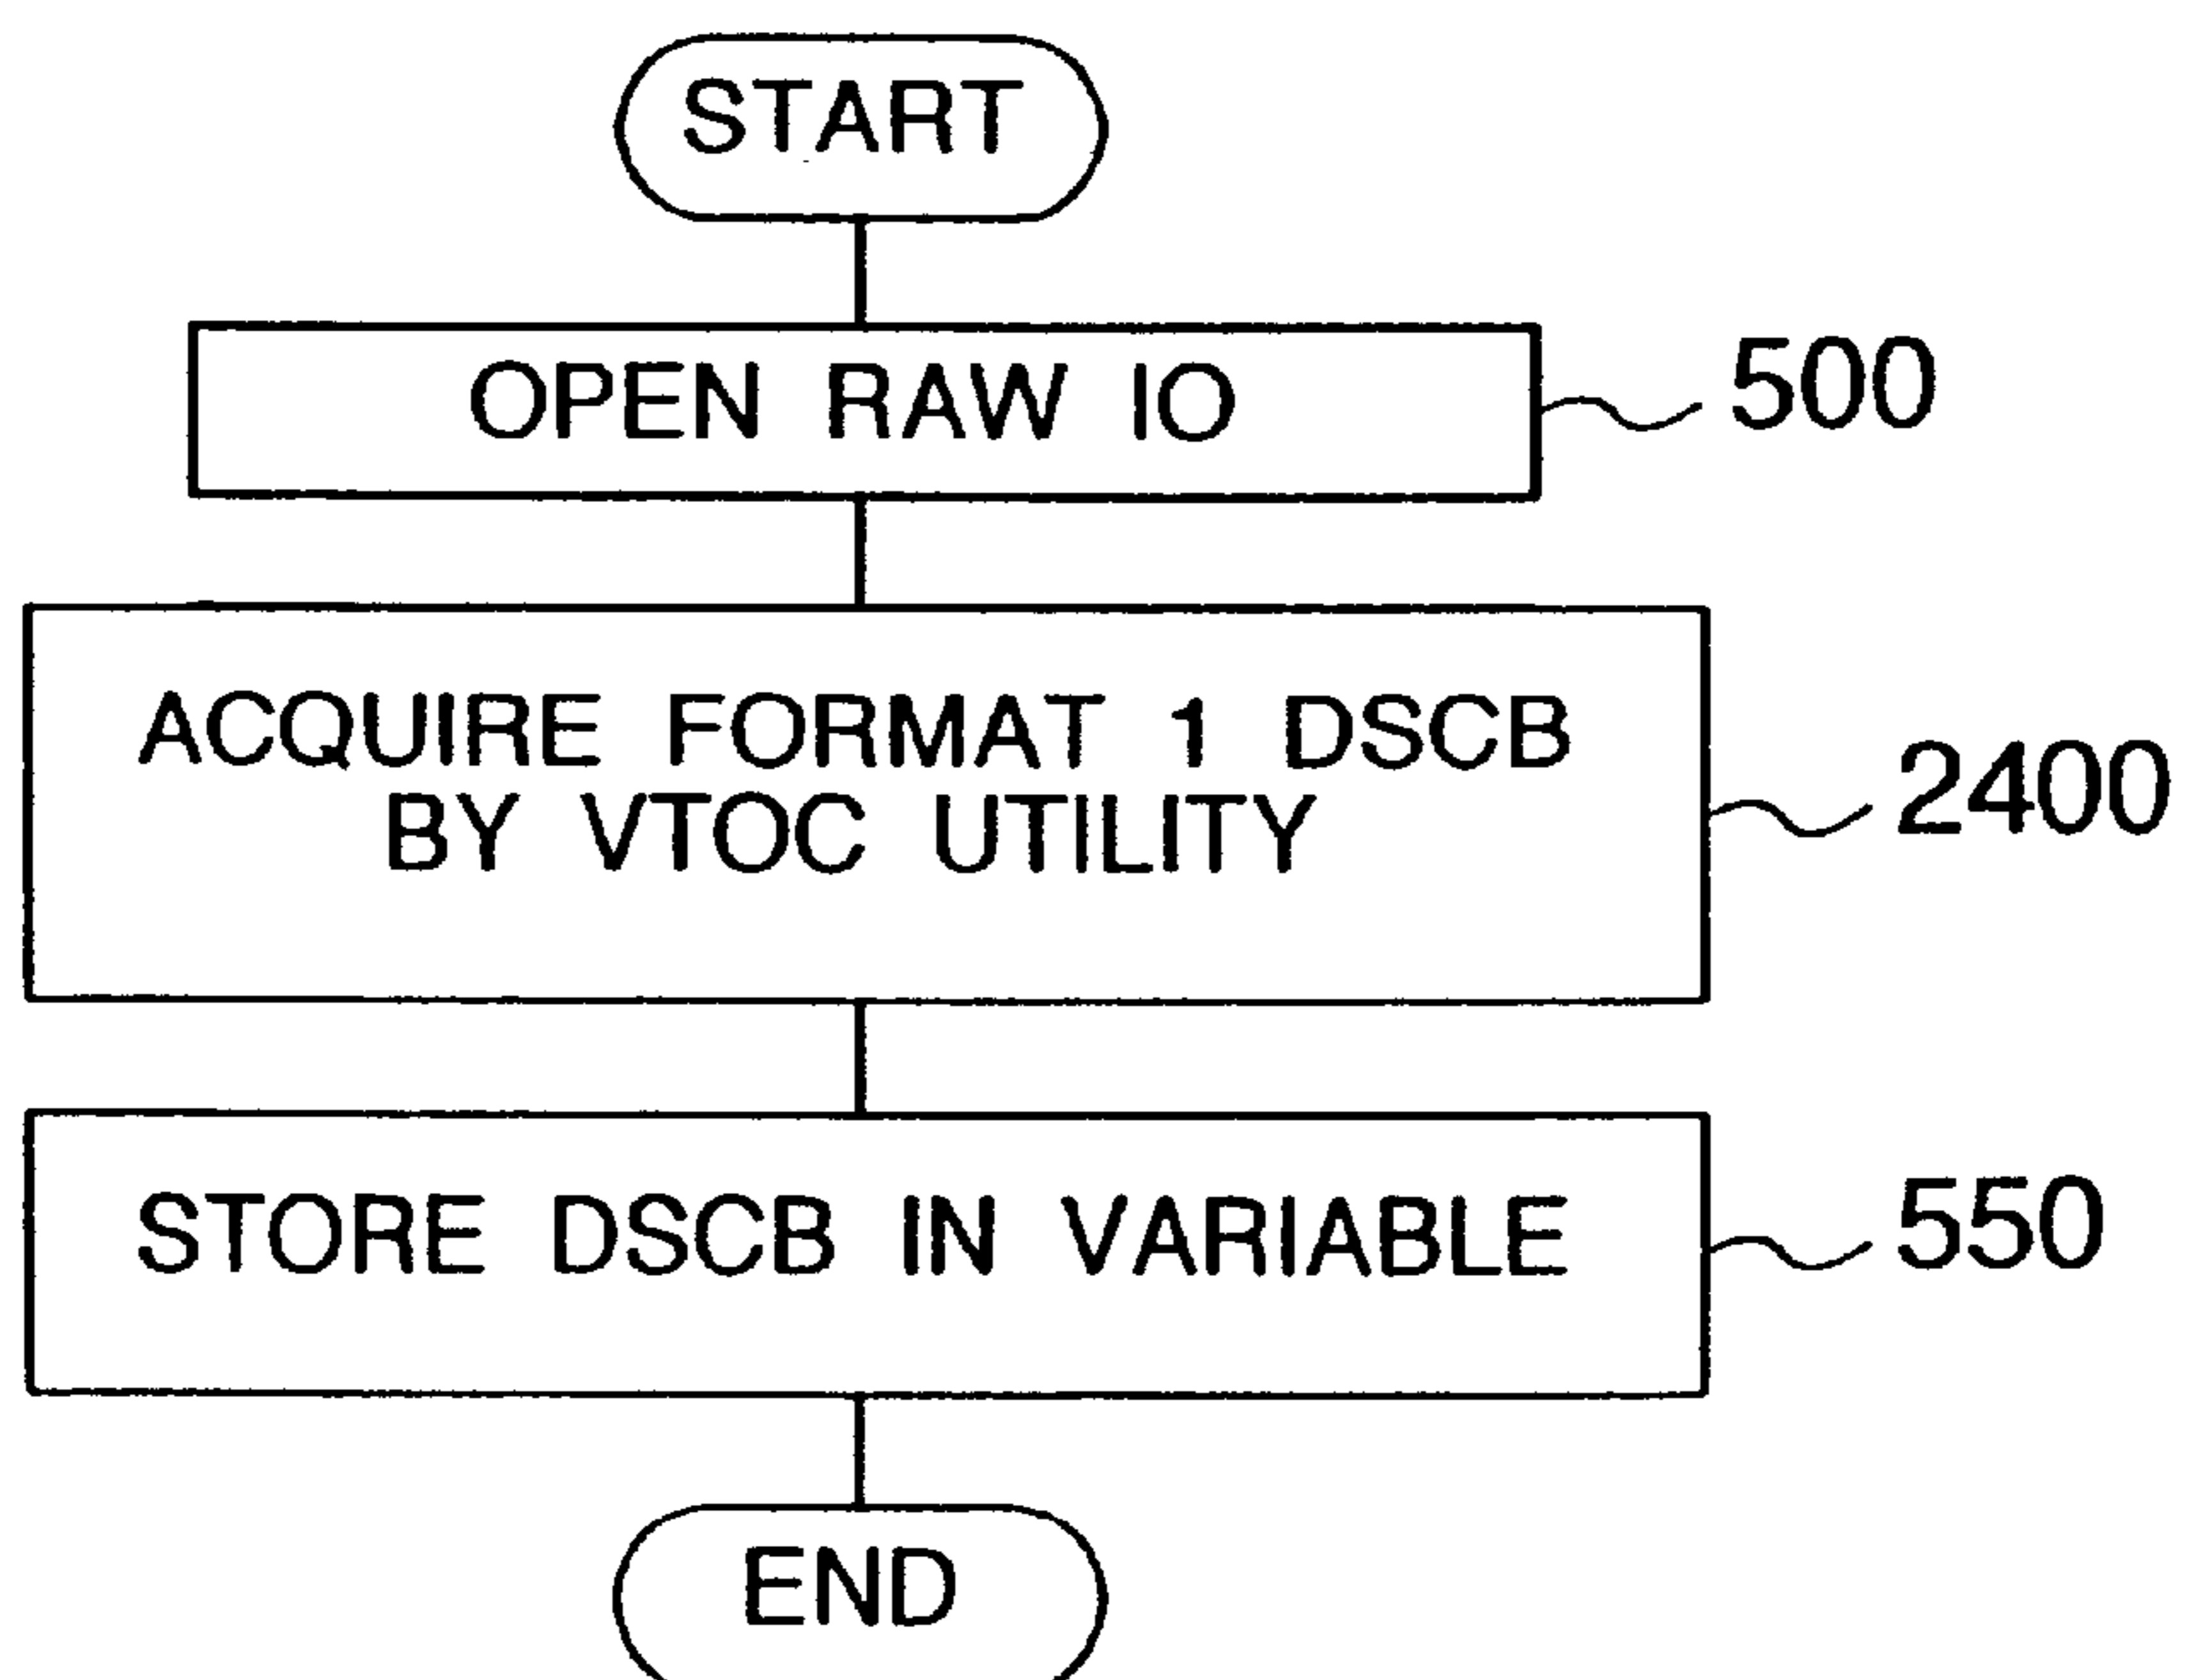 START
OPEN RAW IO
500
ACQUIRE FORMAT 1 DSCB
BY VTOC UTILITY
2400
STORE DSCB IN VARIABLE
550
END